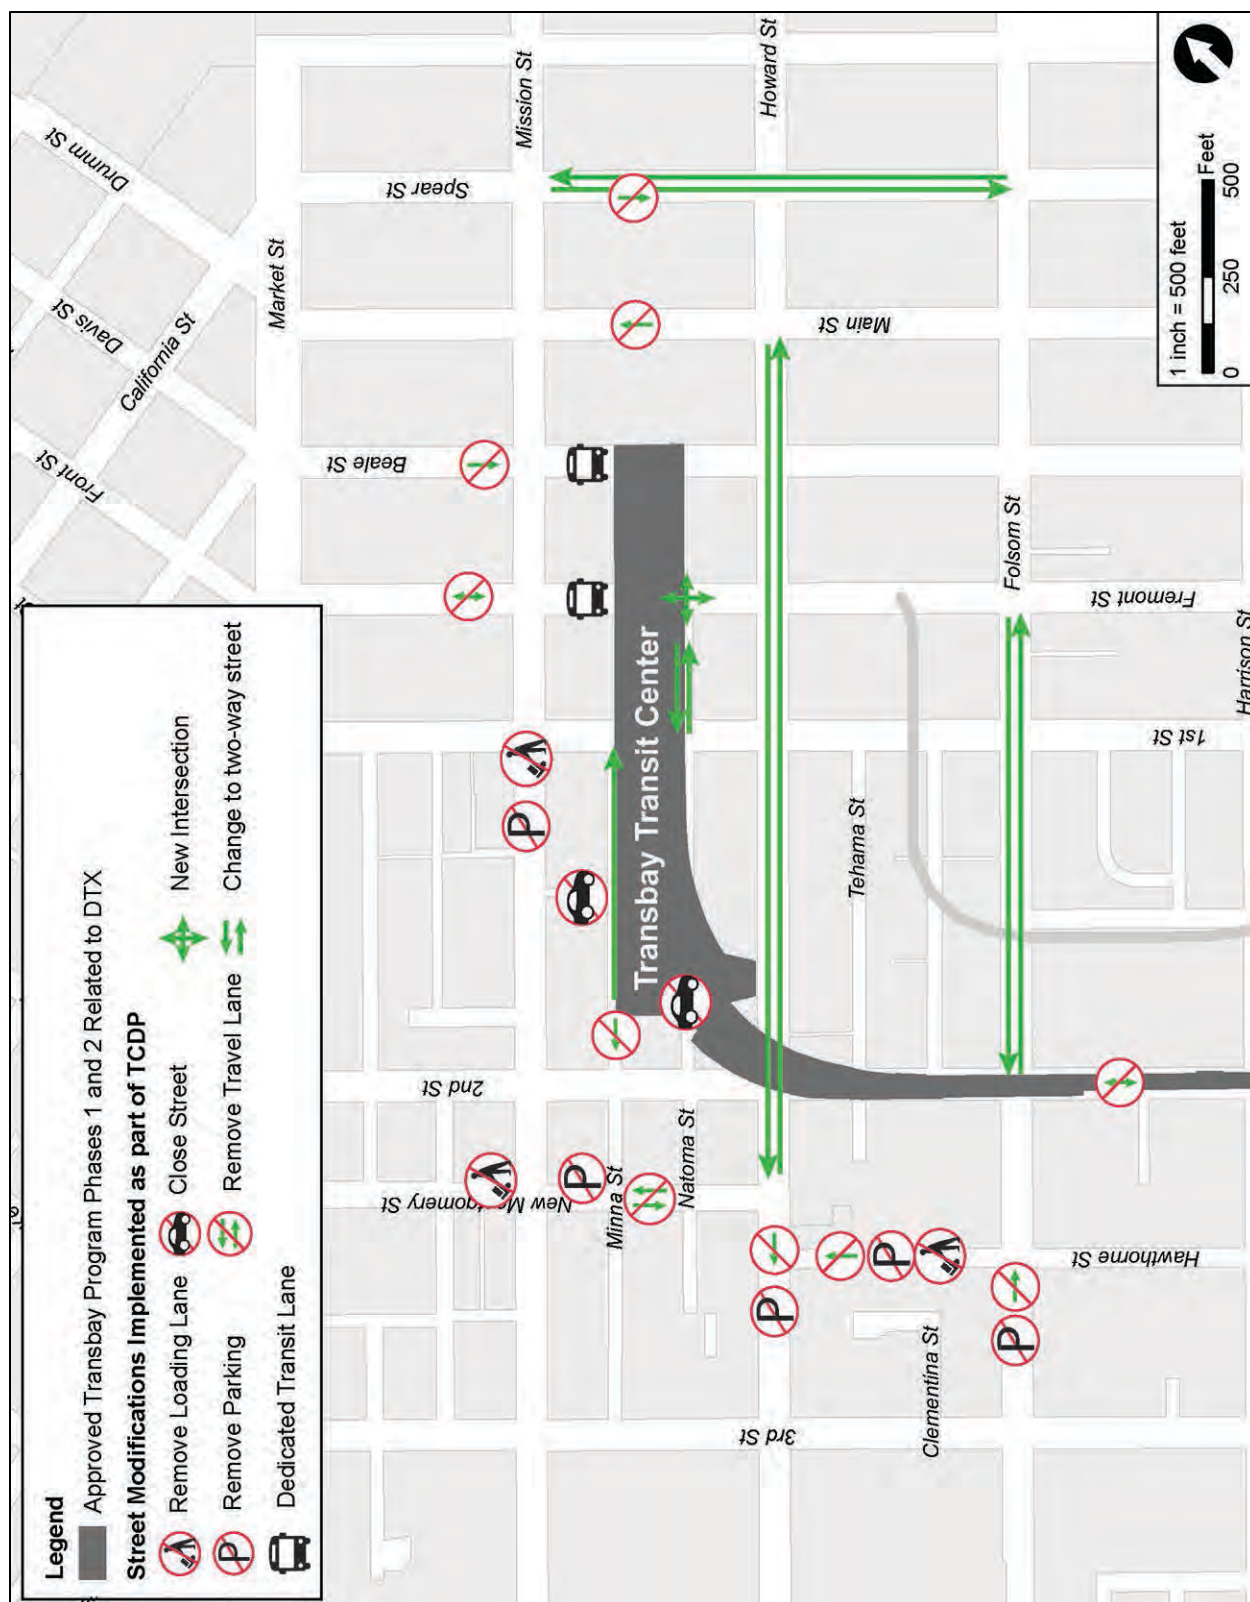 Legend
Approved Transbay Program Phases 1 and 2 Related to DTX
Street Modifications Implemented as part of TCDP
Remove Loading Lane
Close Street
New Intersection
P
Remove Parking
Remove Travel Lane
Change to two-way street
Dedicated Transit Lane
Drumm St
Davis St
California St
Front St
Market St
Mission St
Howard St
Spear St
Main St
Beale St
Folsom St
Fremont St
Harrison St
1st St
Transbay Transit Center
Tehama St
2nd St
New Montgomery St
Minna St
Natoma St
Hawthorne St
Clementina St
3rd St
P
P
P
P
P
1 inch = 500 feet
Feet
0 250 500